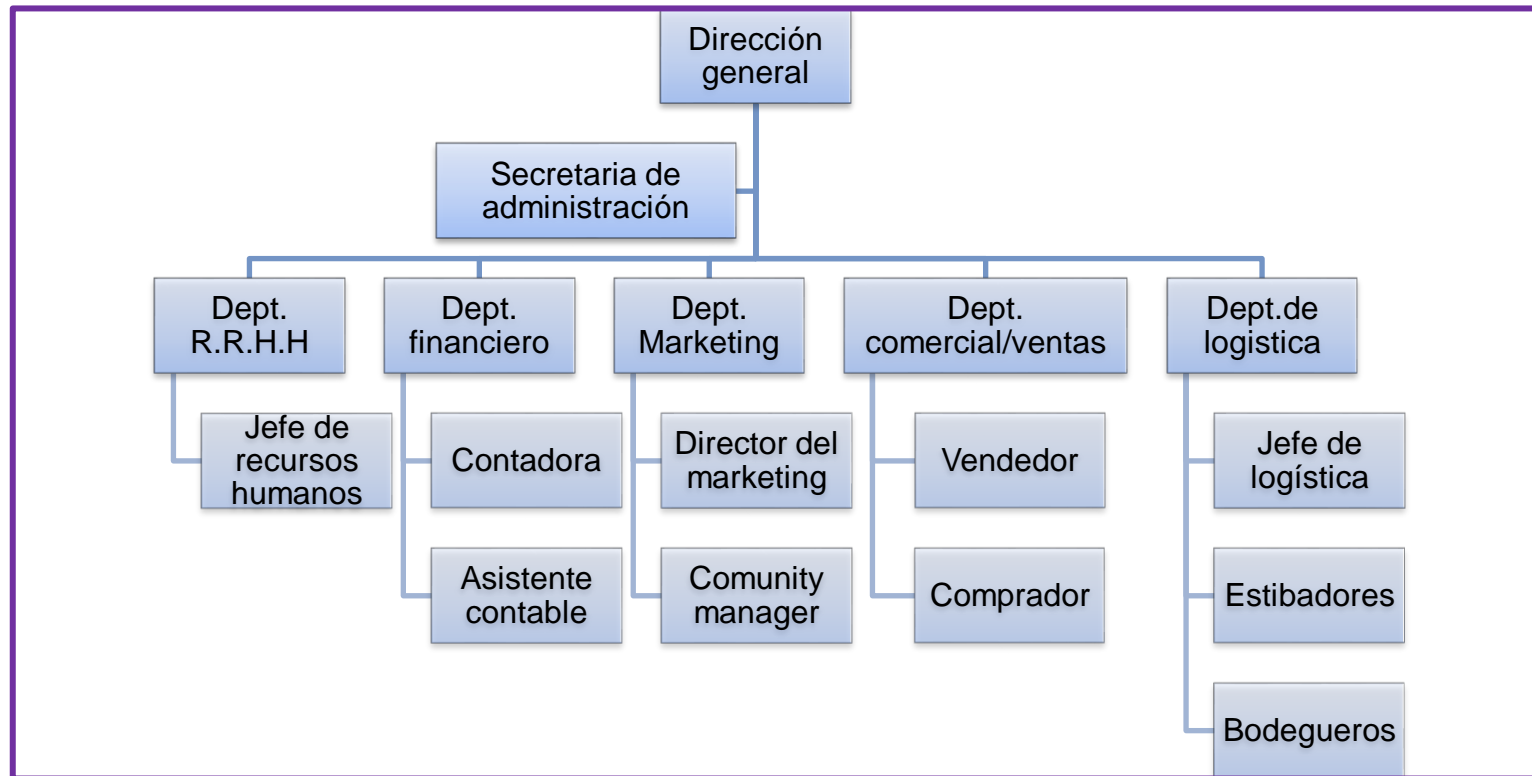 Dirección
general
Secretaria de
administración
Dept.
R.R.H.H
Dept.
financiero
Dept.
Marketing
Dept.
comercial/ventas
Dept.de
logistica
Jefe de
recursos
humanos
Contadora
Director del
marketing
Vendedor
Jefe de
logística
Asistente
contable
Comunity
manager
Comprador
Estibadores
Bodegueros